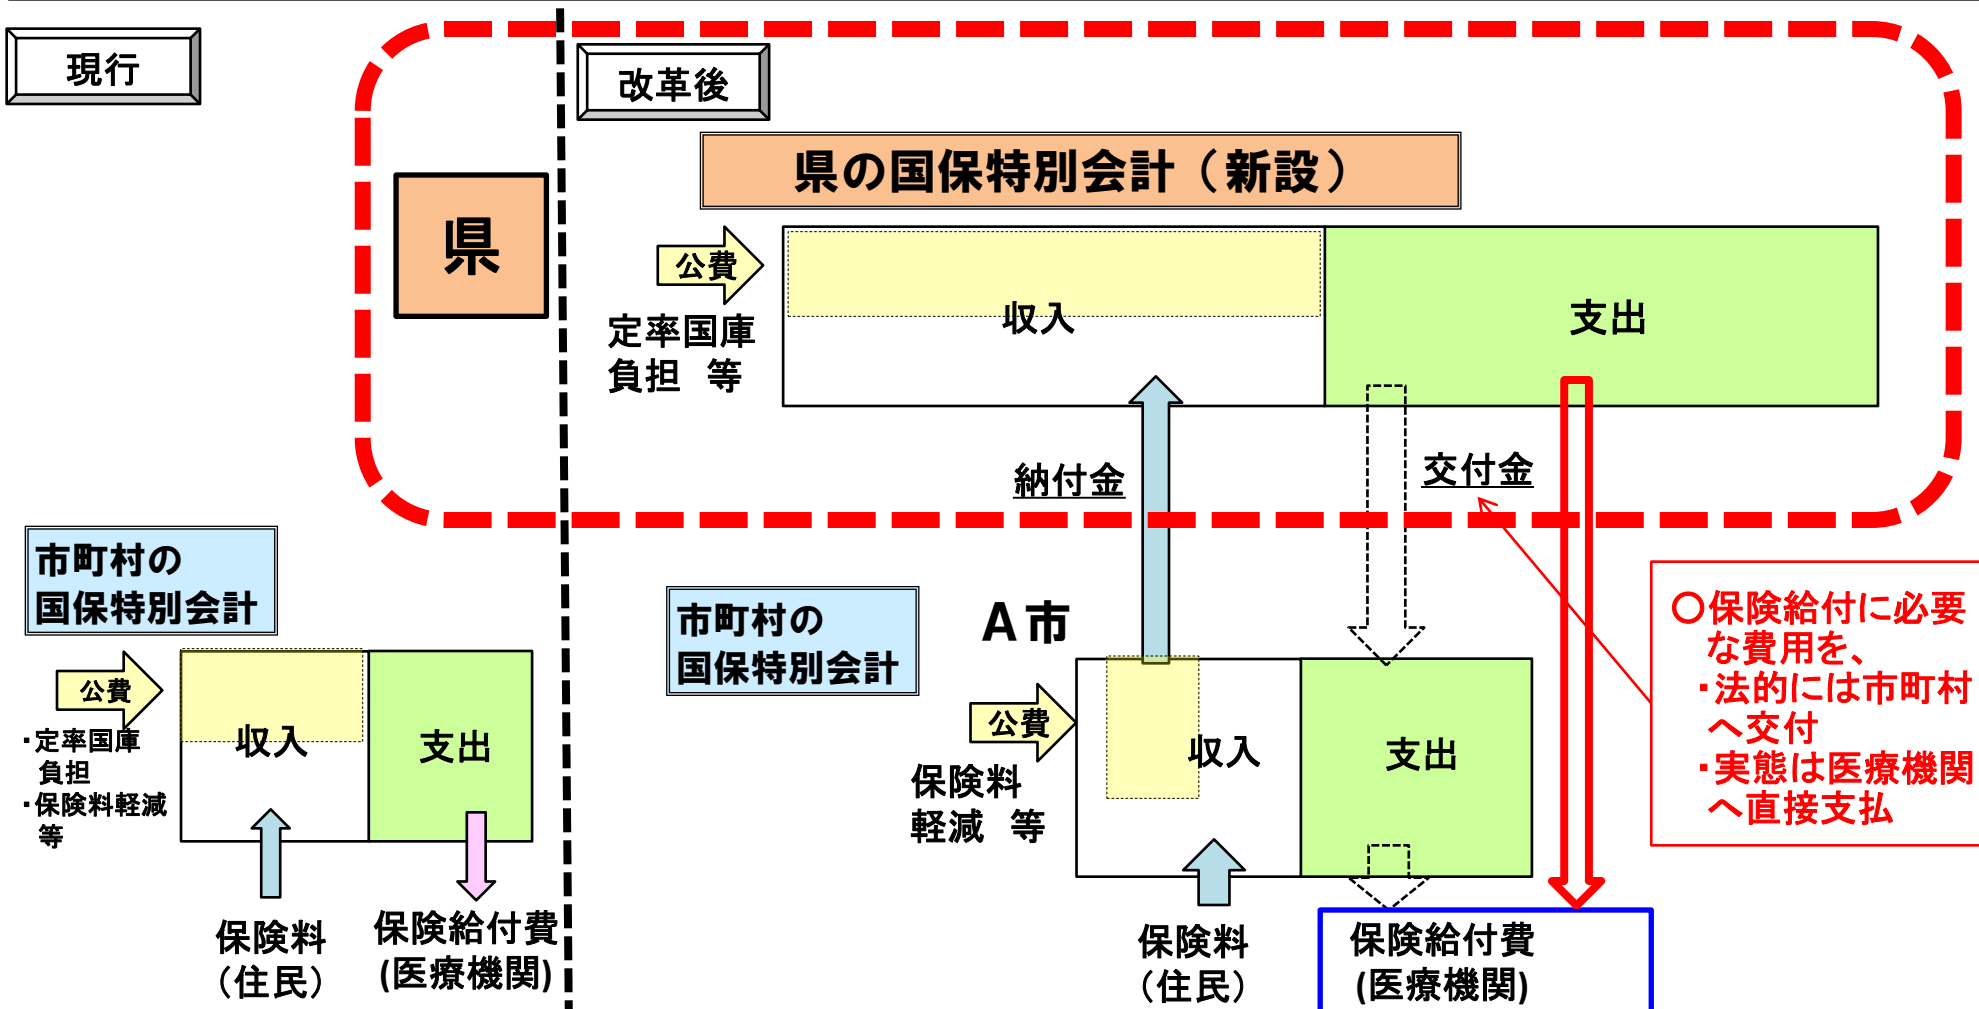 現行
県
市町村の
国保特別会計
公費
・定率国庫
負担
・保険料軽減
等
収入
支出
保険料
（住民）
保険給付費
(医療機関)
改革後
県の国保特別会計（新設）
公費
定率国庫
負担 等
収入
支出
納付金
交付金
市町村の
国保特別会計
A市
公費
保険料
軽減 等
収入
支出
保険料
（住民）
保険給付費
(医療機関)
○保険給付に必要
な費用を、
・法的には市町村
へ交付
・実態は医療機関
へ直接支払